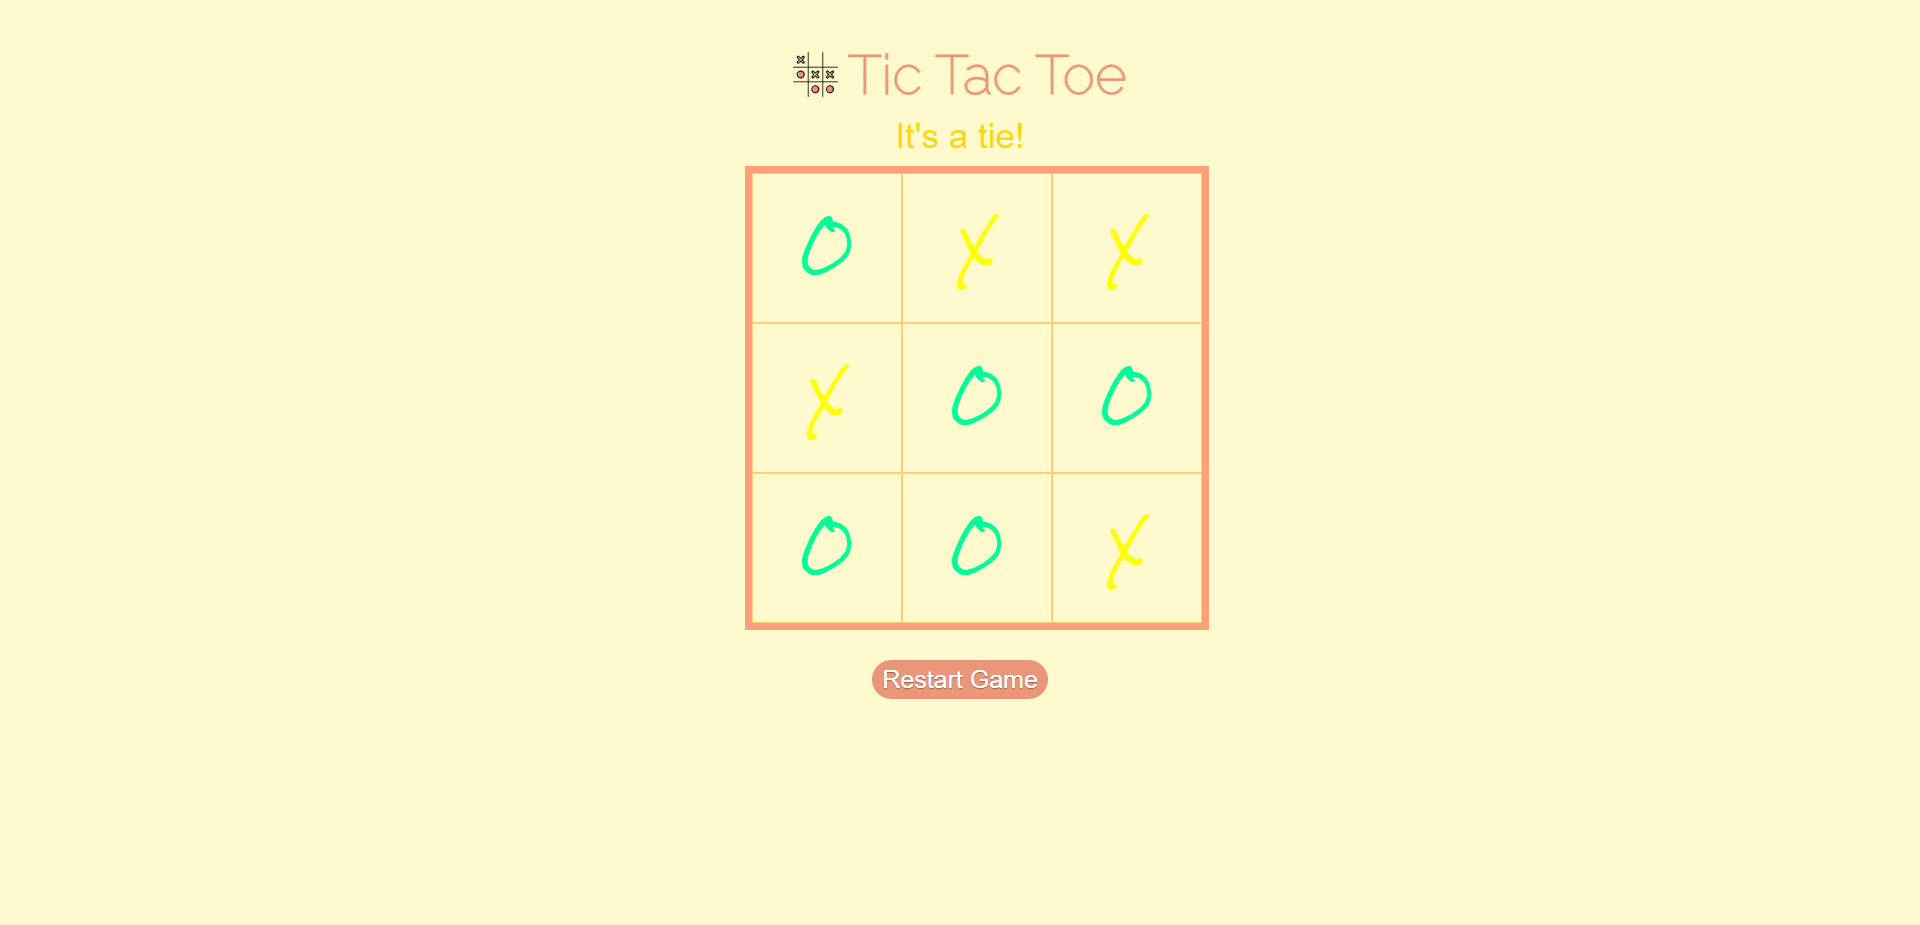 Tic Tac Toe
It's a tie!
O X X
X O O
O O X
Restart Game